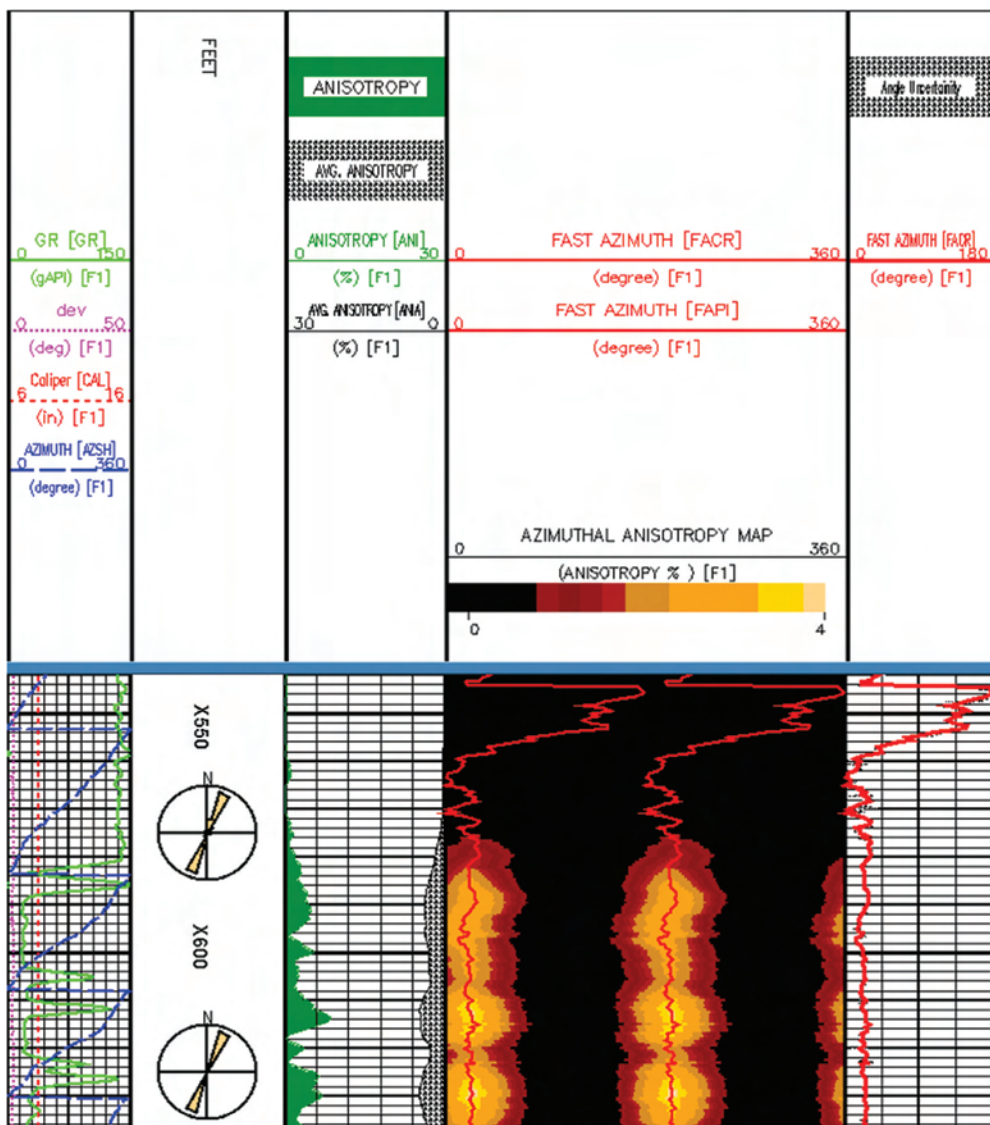 GR [GR]
0 150
(gAPI) [F1]
dev
0 50
(deg) [F1]
Caliper [CAL]
6 16
(in) [F1]
AZIMUTH [AZSH]
0 360
(degree) [F1]
FEET
ANISOTROPY
AVG. ANISOTROPY
ANISOTROPY [ANI]
0 30
(%) [F1]
AVG. ANISOTROPY [ANIA]
30 0
(%) [F1]
FAST AZIMUTH [FACR]
0 360
(degree) [F1]
FAST AZIMUTH [FAPI]
0 360
(degree) [F1]
AZIMUTHAL ANISOTROPY MAP
0 360
(ANISOTROPY % ) [F1]
0 4
Angle Uncertainity
FAST AZIMUTH [FACR]
0 180
(degree) [F1]
X550
N
X600
N